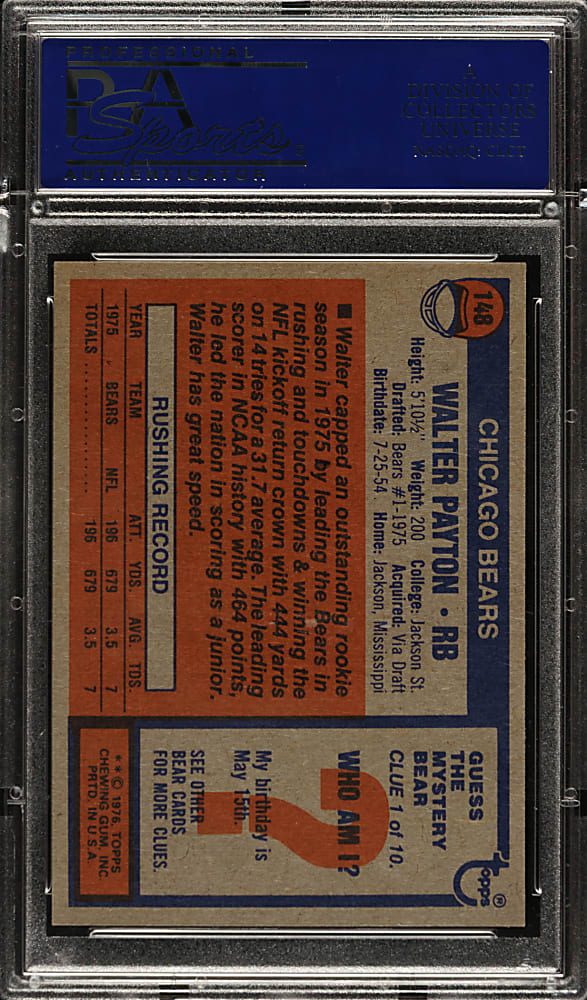 PROFESSIONAL
PSA
Sports
AUTHENTICATOR
A
DIVISION OF
COLLECTORS
UNIVERSE
NASDAQ: CLCT
148
CHICAGO BEARS
WALTER PAYTON • RB
Height: 5'10½" Weight: 200 College: Jackson St.
Drafted: Bears #1-1975 Acquired: Via Draft
Birthdate: 7-25-54 Home: Jackson, Mississippi
■ Walter capped an outstanding rookie
season in 1975 by leading the Bears in
rushing and touchdowns & winning the
NFL kickoff return crown with 444 yards
on 14 tries for a 31.7 average. The leading
scorer in NCAA history with 464 points,
he led the nation in scoring as a junior.
Walter has great speed.
RUSHING RECORD
YEAR TEAM ATT. YDS. AVG. TDS.
1975 BEARS NFL 196 679 3.5 7
TOTALS .............. 196 679 3.5 7
topps®
GUESS
THE
MYSTERY
BEAR
CLUE 1 of 10.
?
WHO AM I?
My birthday is
May 15th.
SEE OTHER
BEAR CARDS
FOR MORE CLUES.
**© 1976, TOPPS
CHEWING GUM, INC.
PRTD. IN U.S.A.